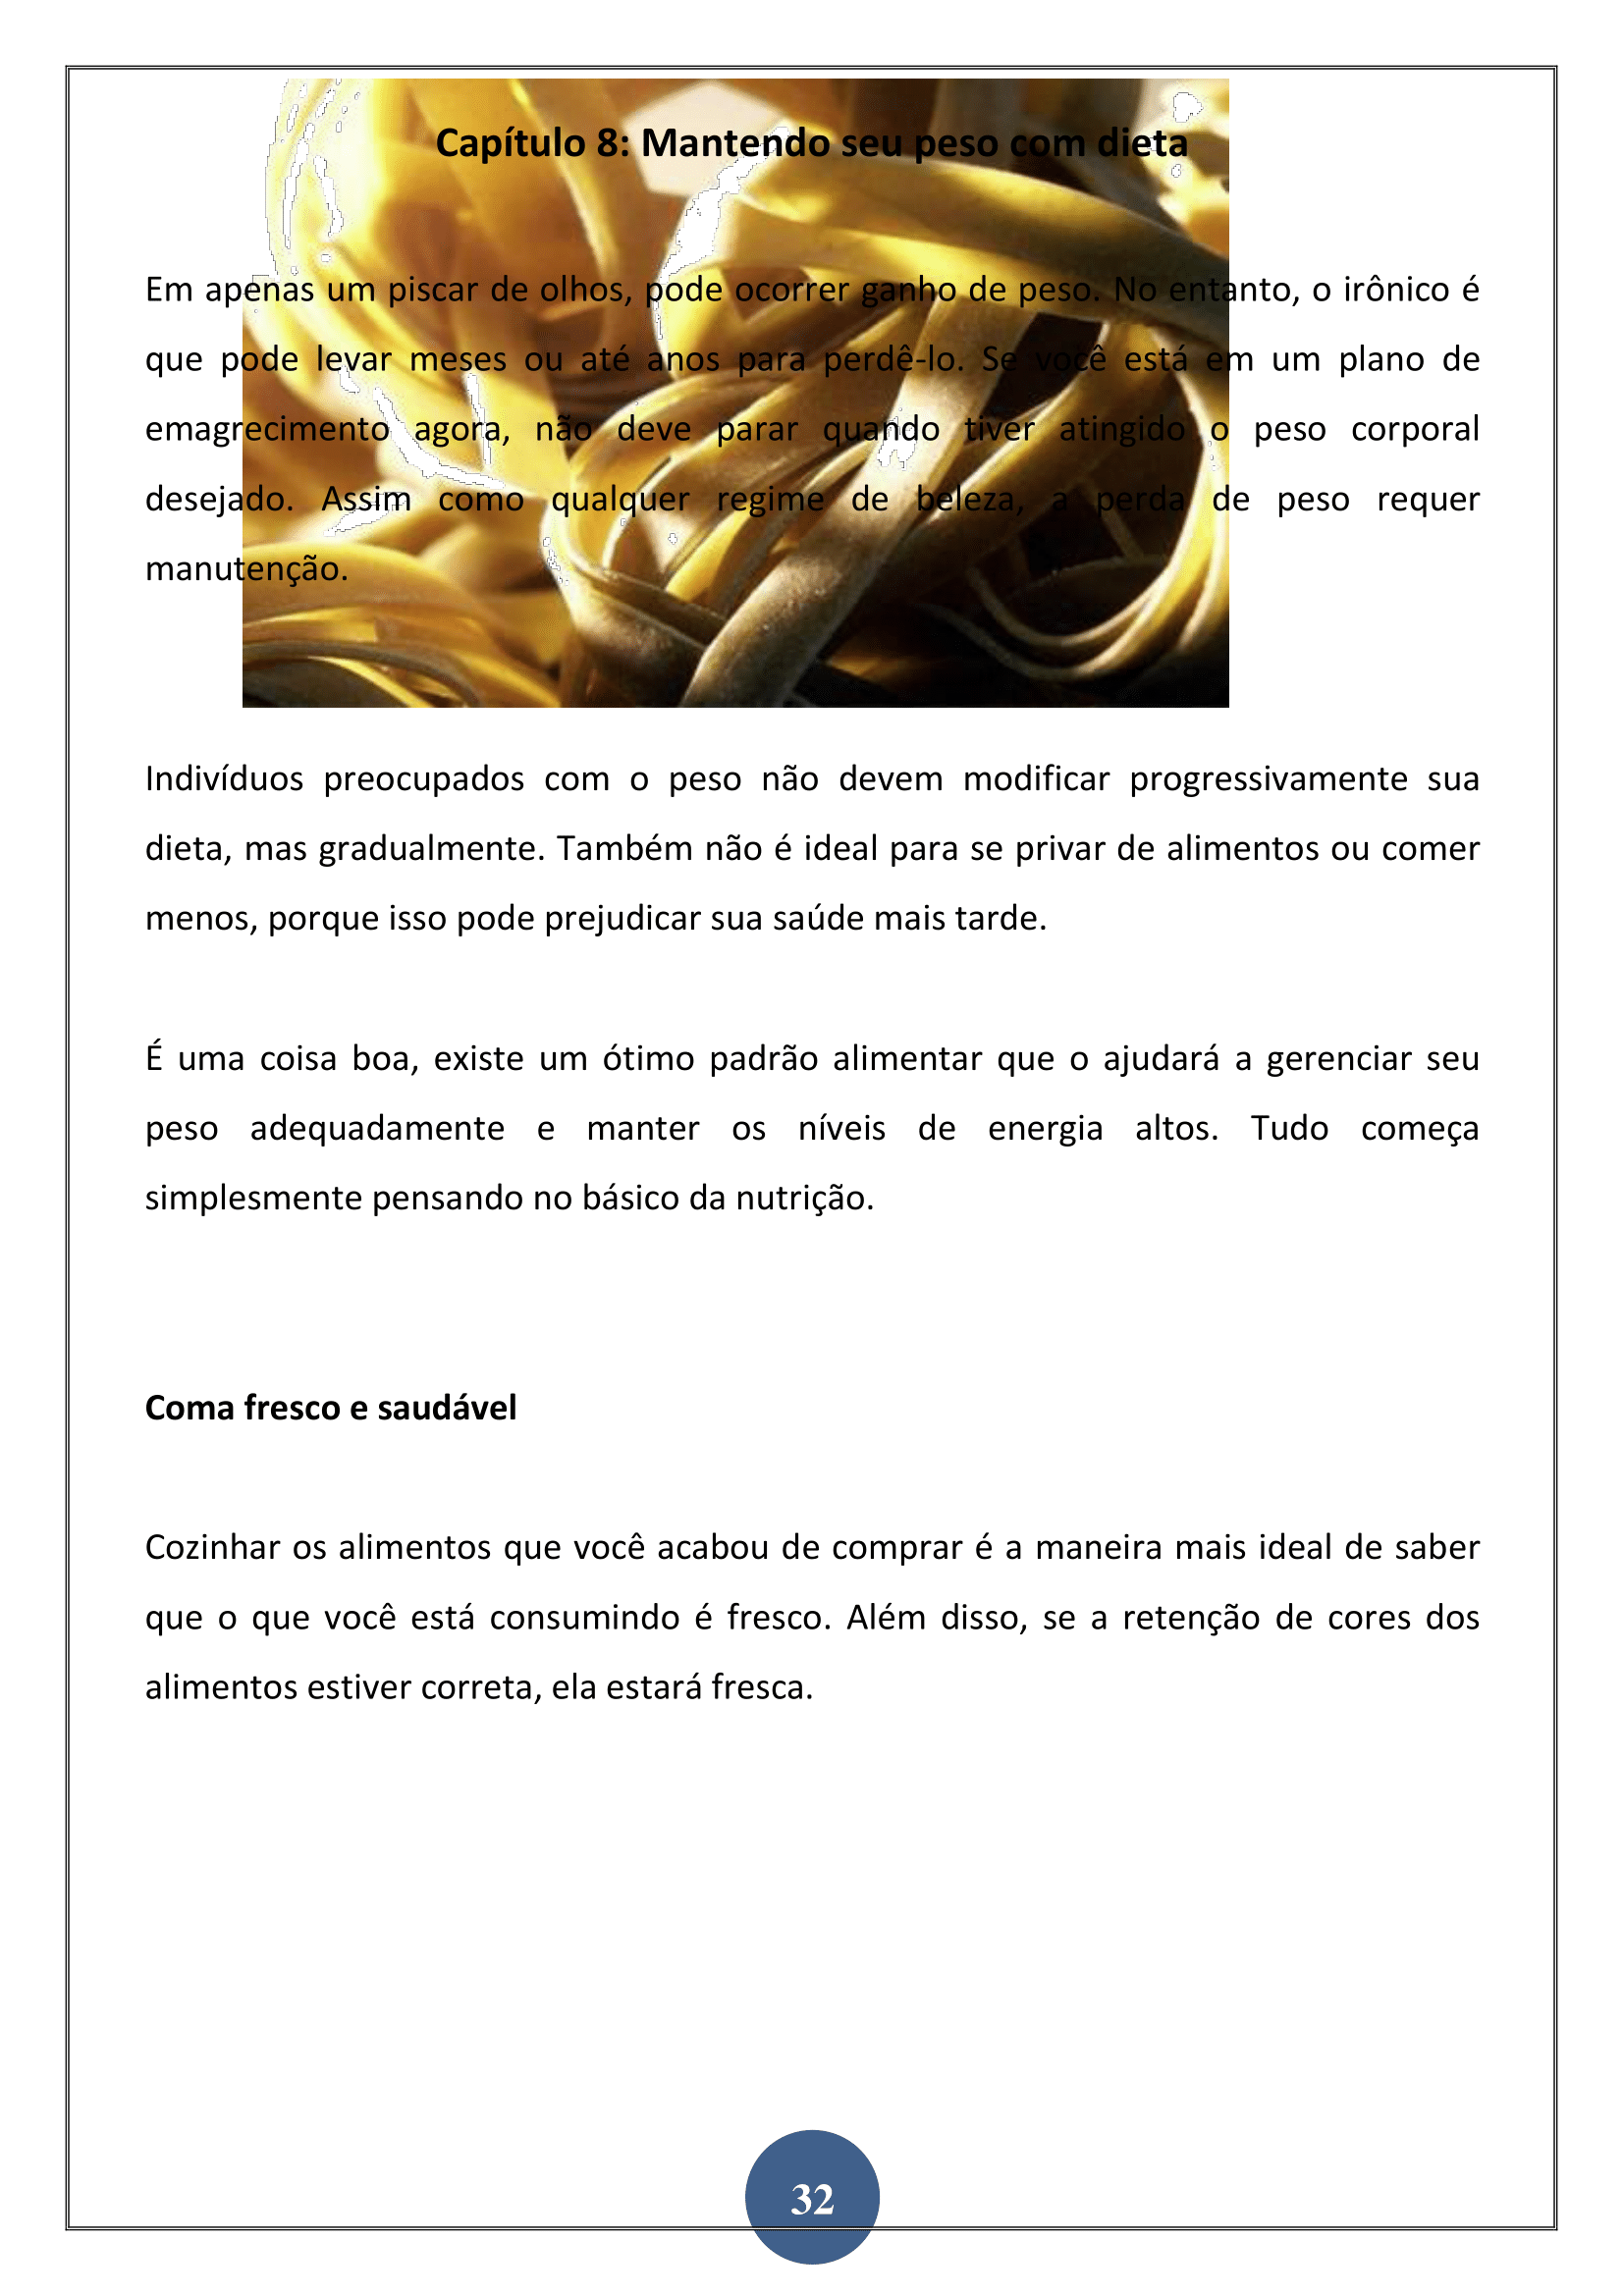 Capítulo 8: Mantendo seu peso com dieta
Em apenas um piscar de olhos, pode ocorrer ganho de peso. No entanto, o irônico é
que pode levar meses ou até anos para perdê-lo. Se você está em um plano de
emagrecimento agora, não deve parar quando tiver atingido o peso corporal
desejado. Assim como qualquer regime de beleza, a perda de peso requer
manutenção.
Indivíduos preocupados com o peso não devem modificar progressivamente sua
dieta, mas gradualmente. Também não é ideal para se privar de alimentos ou comer
menos, porque isso pode prejudicar sua saúde mais tarde.
É uma coisa boa, existe um ótimo padrão alimentar que o ajudará a gerenciar seu
peso adequadamente e manter os níveis de energia altos. Tudo começa
simplesmente pensando no básico da nutrição.
Coma fresco e saudável
Cozinhar os alimentos que você acabou de comprar é a maneira mais ideal de saber
que o que você está consumindo é fresco. Além disso, se a retenção de cores dos
alimentos estiver correta, ela estará fresca.
32